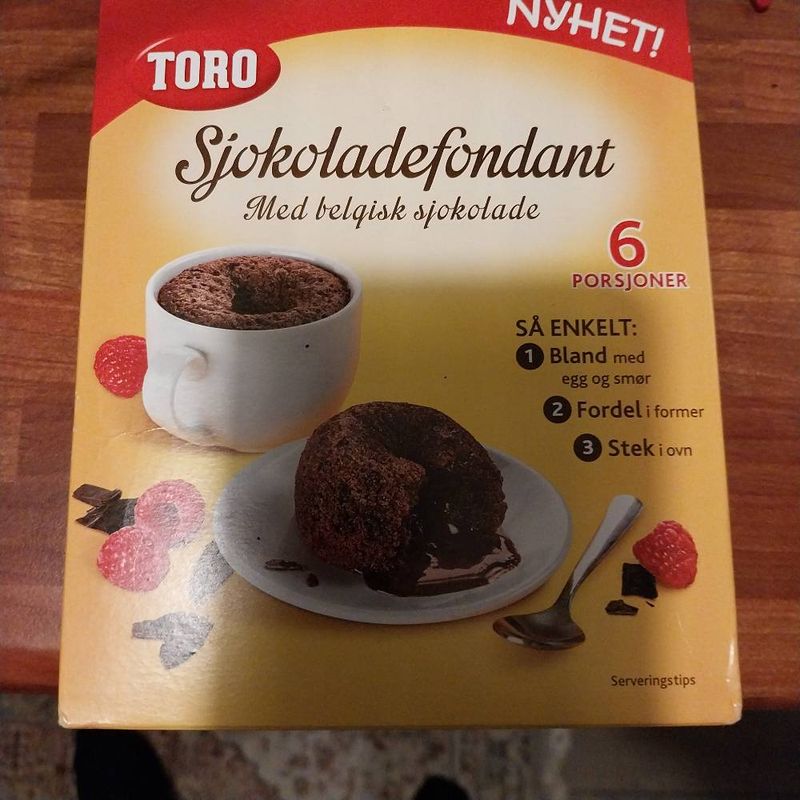 NYHET!
TORO
Sjokoladefondant
Med belgisk sjokolade
6
PORSJONER
SÅ ENKELT:
1 Bland med
egg og smør
2 Fordel i former
3 Stek i ovn
Serveringstips